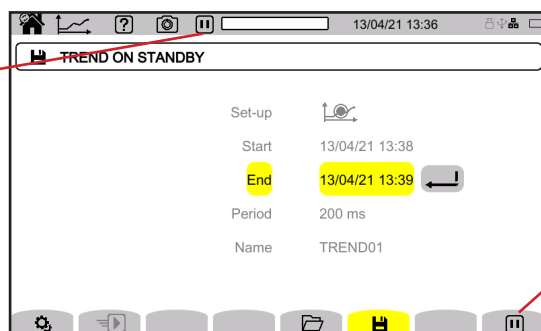 13/04/21 13:36
TREND ON STANDBY
Set-up
Start 13/04/21 13:38
End 13/04/21 13:39
Period 200 ms
Name TREND01